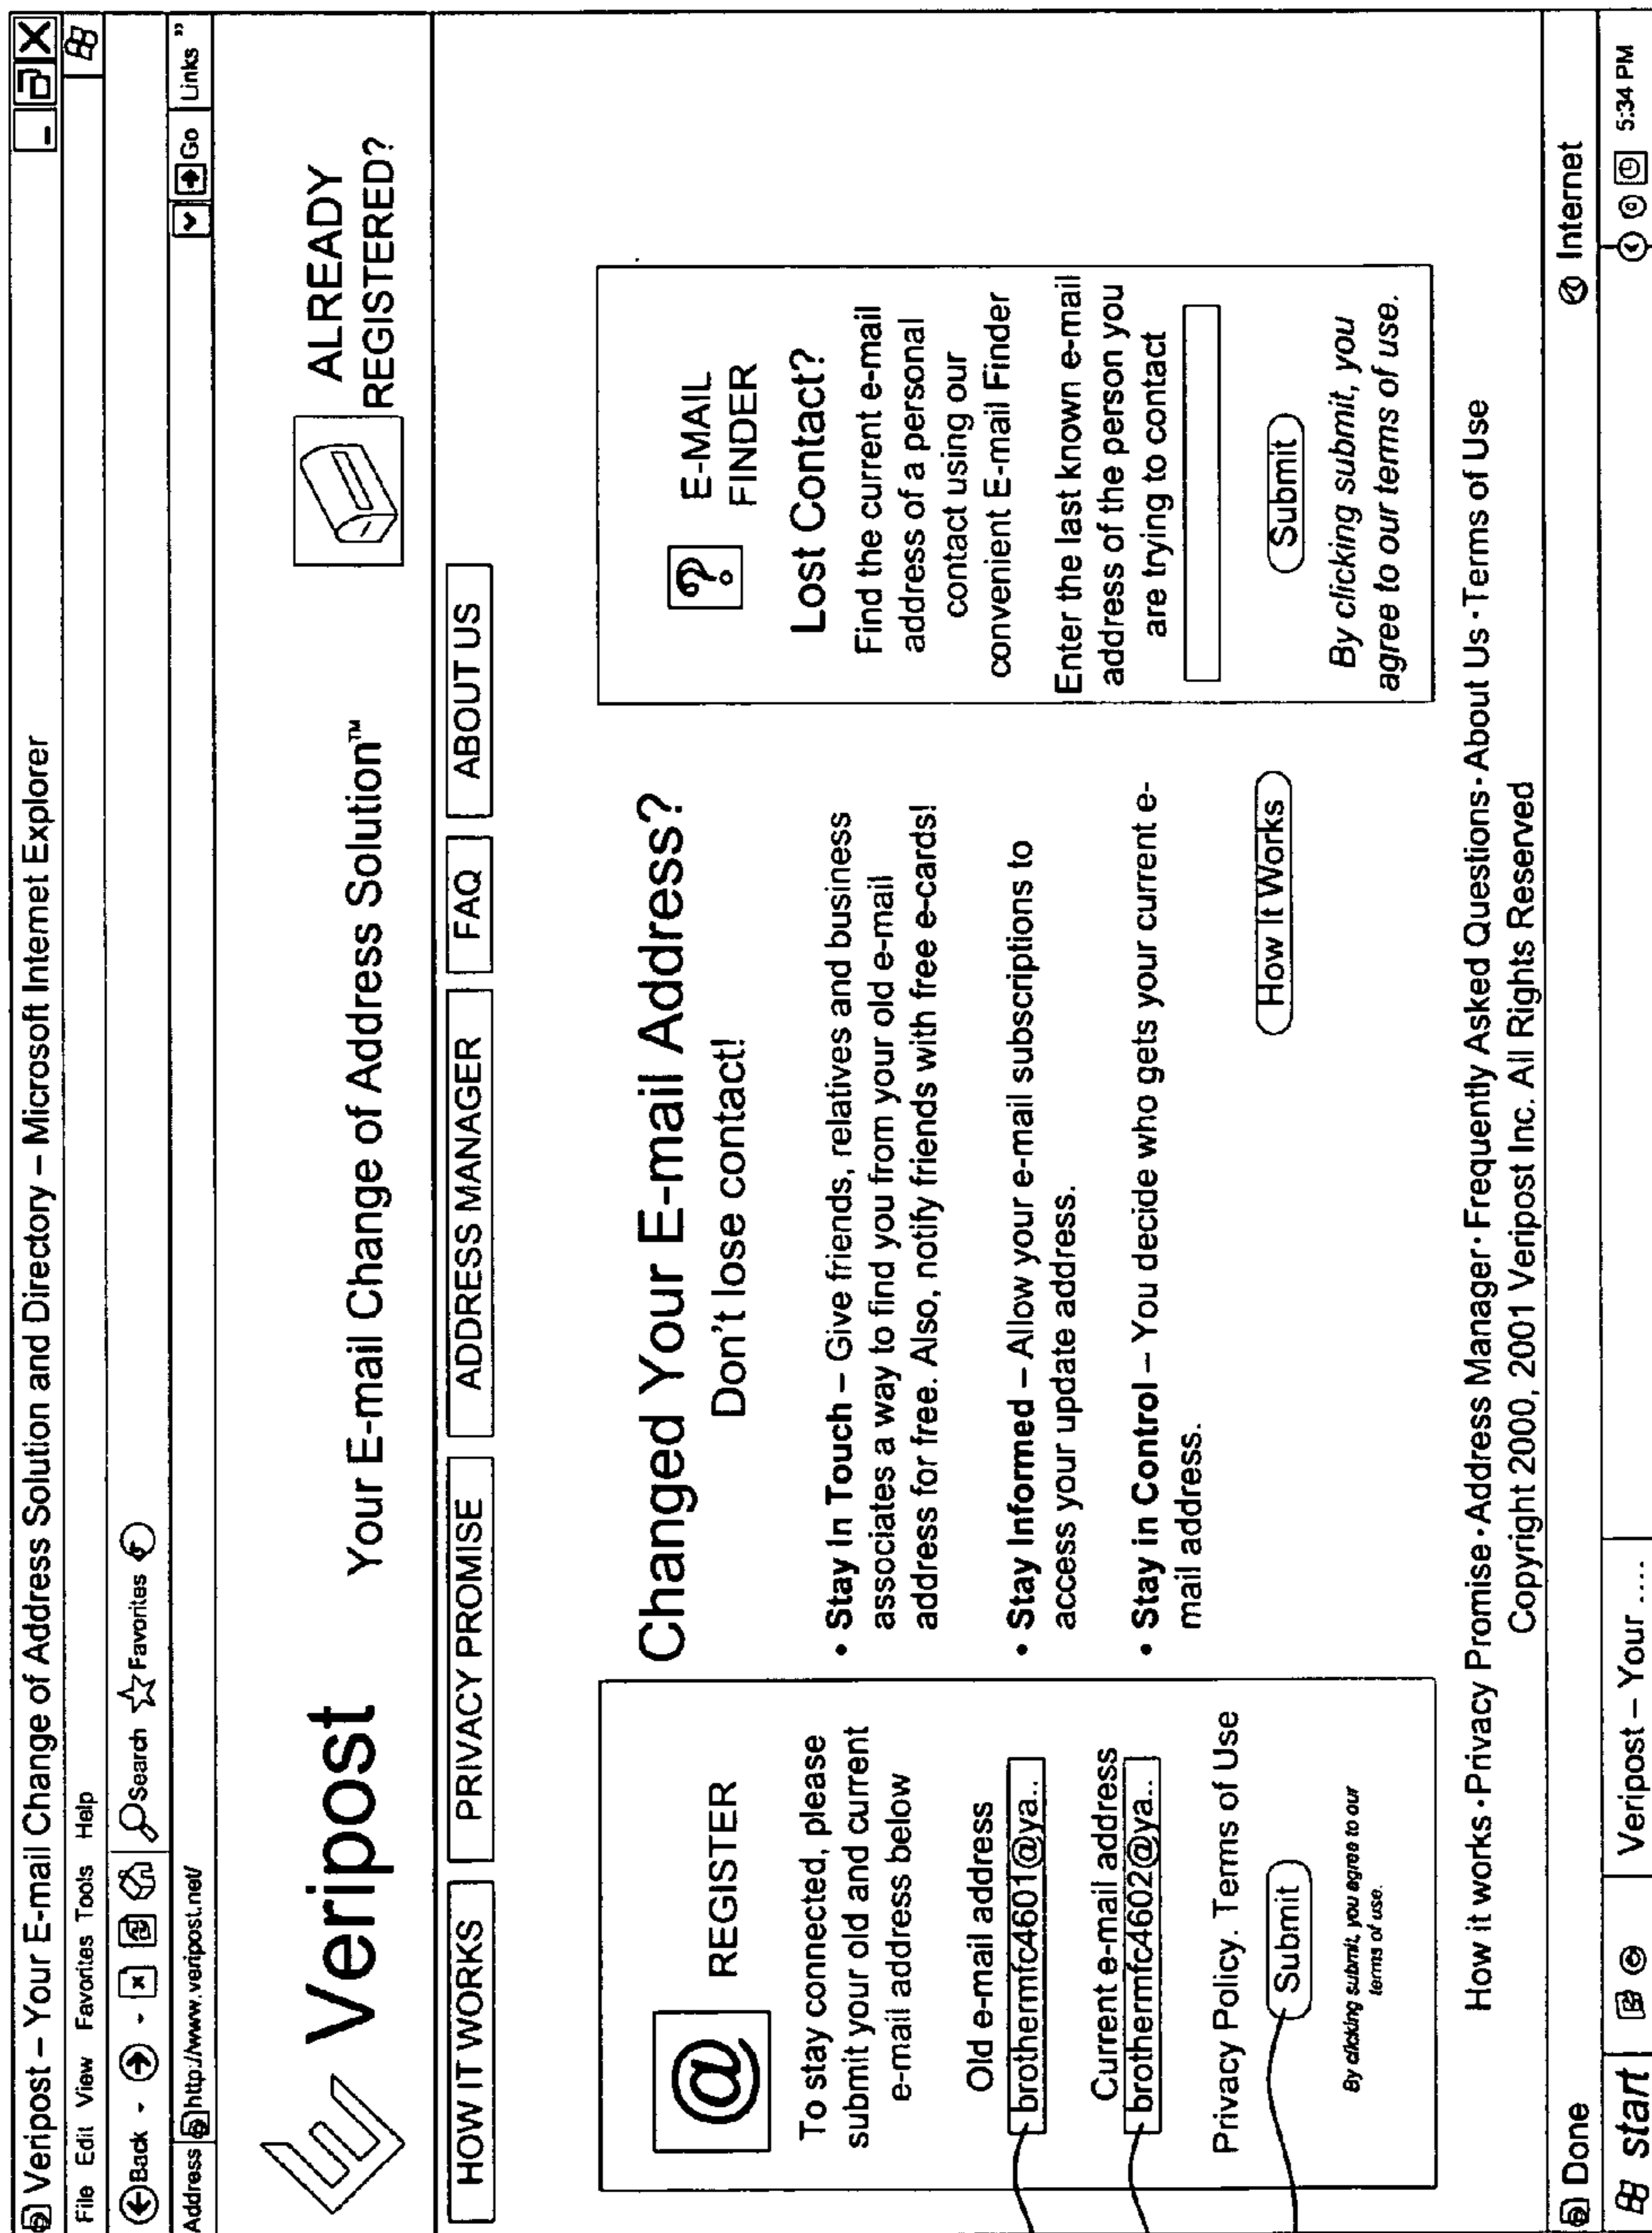 Veripost – Your E-mail Change of Address Solution and Directory – Microsoft Internet Explorer
File Edit View Favorites Tools Help
Back Search Favorites
Address http://www.veripost.net/ Go Links "
Veripost
Your E-mail Change of Address Solution™
ALREADY
REGISTERED?
HOW IT WORKS PRIVACY PROMISE ADDRESS MANAGER FAQ ABOUT US
@ REGISTER
To stay connected, please
submit your old and current
e-mail address below
Old e-mail address
brothermfc4601@ya..
Current e-mail address
brothermfc4602@ya..
Privacy Policy. Terms of Use
Submit
By clicking submit, you agree to our
terms of use.
Changed Your E-mail Address?
Don't lose contact!
• Stay In Touch – Give friends, relatives and business
associates a way to find you from your old e-mail
address for free. Also, notify friends with free e-cards!
• Stay Informed – Allow your e-mail subscriptions to
access your update address.
• Stay in Control – You decide who gets your current e-
mail address.
How It Works
? E-MAIL
FINDER
Lost Contact?
Find the current e-mail
address of a personal
contact using our
convenient E-mail Finder
Enter the last known e-mail
address of the person you
are trying to contact
Submit
By clicking submit, you
agree to our terms of use.
How it works · Privacy Promise · Address Manager · Frequently Asked Questions · About Us · Terms of Use
Copyright 2000, 2001 Veripost Inc. All Rights Reserved
Done Internet
start Veripost – Your .... 5:34 PM